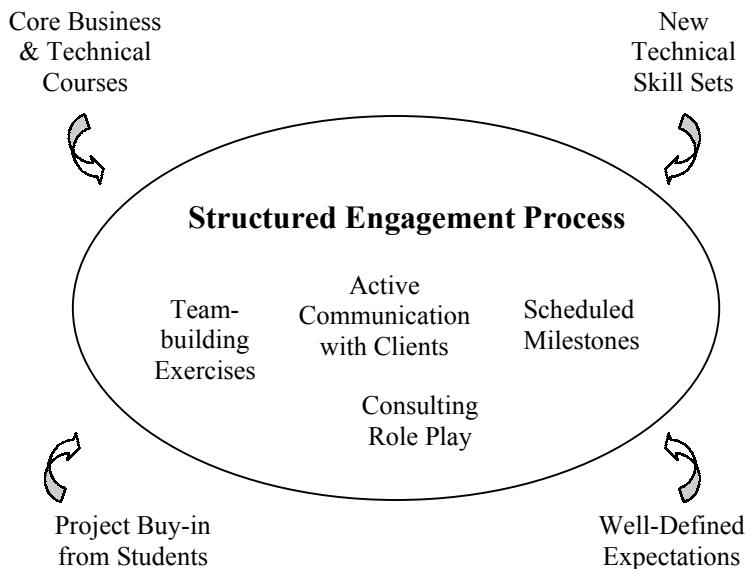 Core Business
& Technical
Courses
New
Technical
Skill Sets
Structured Engagement Process
Team-
building
Exercises
Active
Communication
with Clients
Scheduled
Milestones
Consulting
Role Play
Project Buy-in
from Students
Well-Defined
Expectations